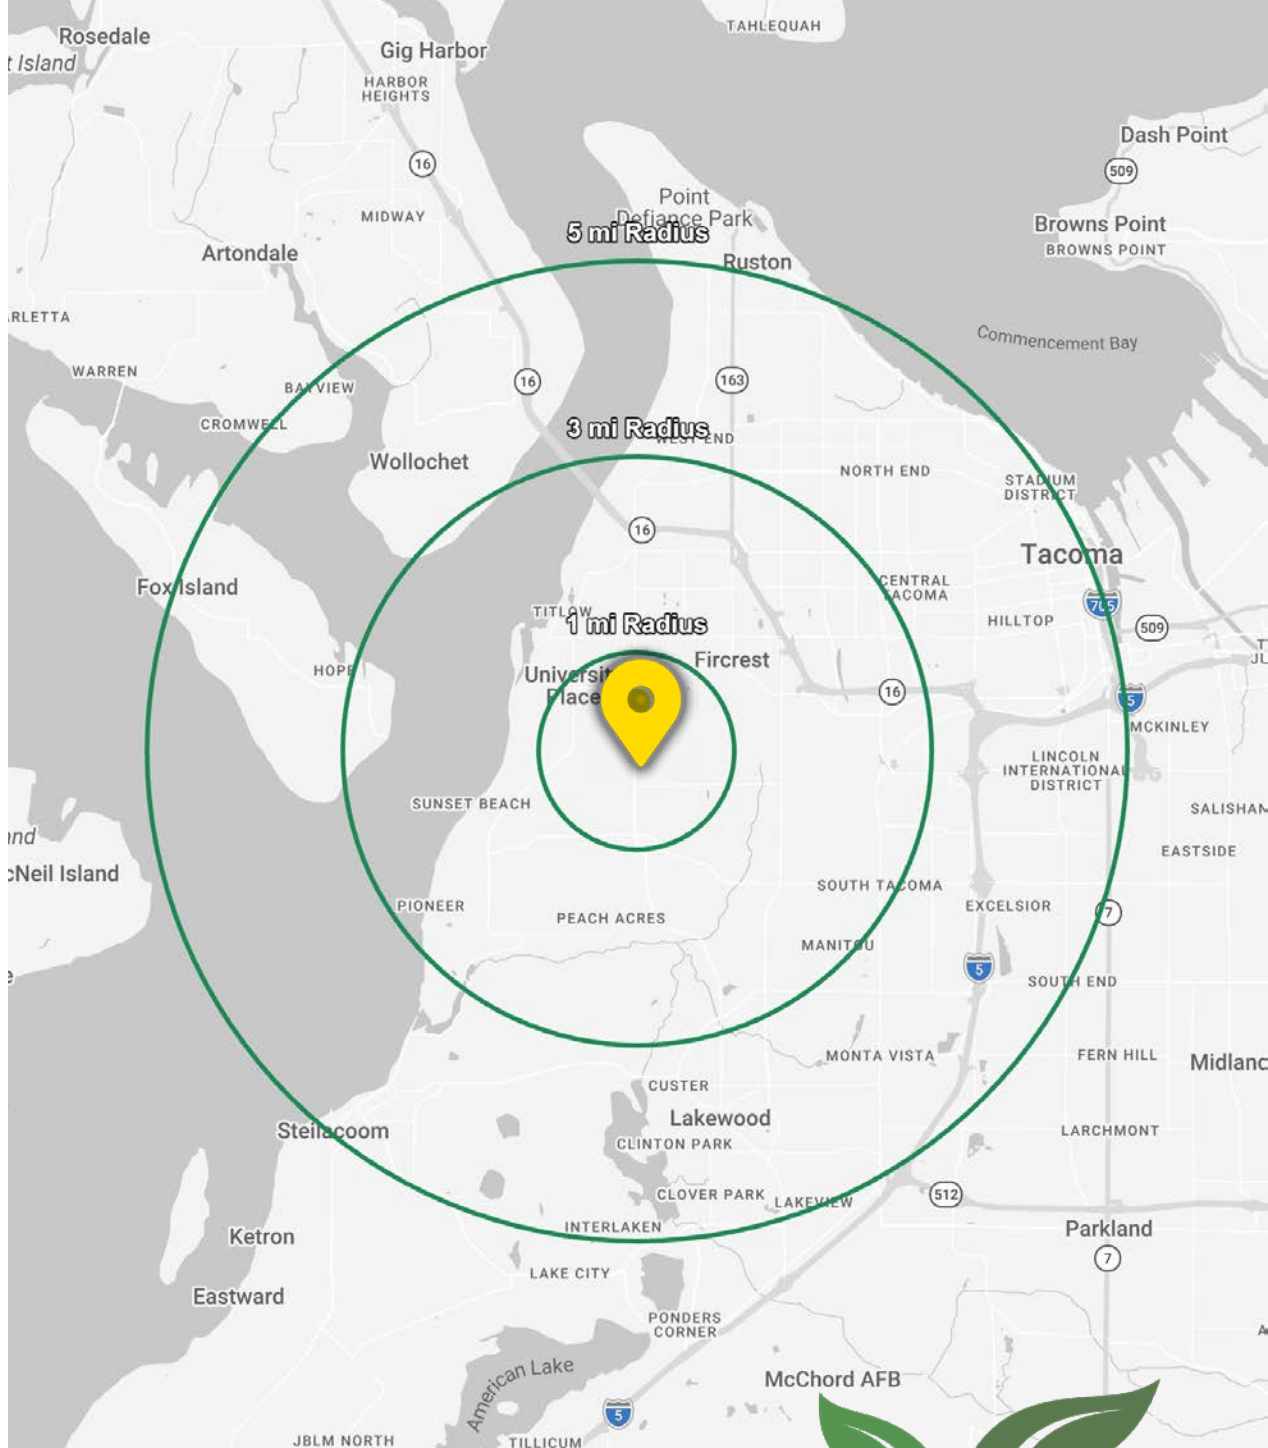 TAHLEQUAH
Rosedale
Gig Harbor
t Island
HARBOR
HEIGHTS
Dash Point
16
509
Point
Defiance Park
MIDWAY
Browns Point
5 mi Radius
BROWNS POINT
Artondale
Ruston
ARLETTA
Commencement Bay
WARREN
BAYVIEW
16
163
CROMWELL
3 mi Radius
WEST END
Wollochet
NORTH END
STADIUM
DISTRICT
16
Tacoma
Fox Island
CENTRAL
TACOMA
705
TITLOW
1 mi Radius
HILLTOP
509
Fircrest
HOPE
Universit
Place
16
5
MCKINLEY
LINCOLN
INTERNATIONAL
DISTRICT
SUNSET BEACH
SALISHAN
nd
cNeil Island
EASTSIDE
SOUTH TACOMA
PIONEER
EXCELSIOR
7
PEACH ACRES
MANITOU
5
SOUTH END
MONTA VISTA
FERN HILL
Midlanc
CUSTER
Lakewood
Steilacoom
LARCHMONT
CLINTON PARK
CLOVER PARK
LAKEVIEW
512
INTERLAKEN
Parkland
Ketron
7
LAKE CITY
Eastward
PONDERS
CORNER
American Lake
McChord AFB
5
JBLM NORTH
TILLICUM